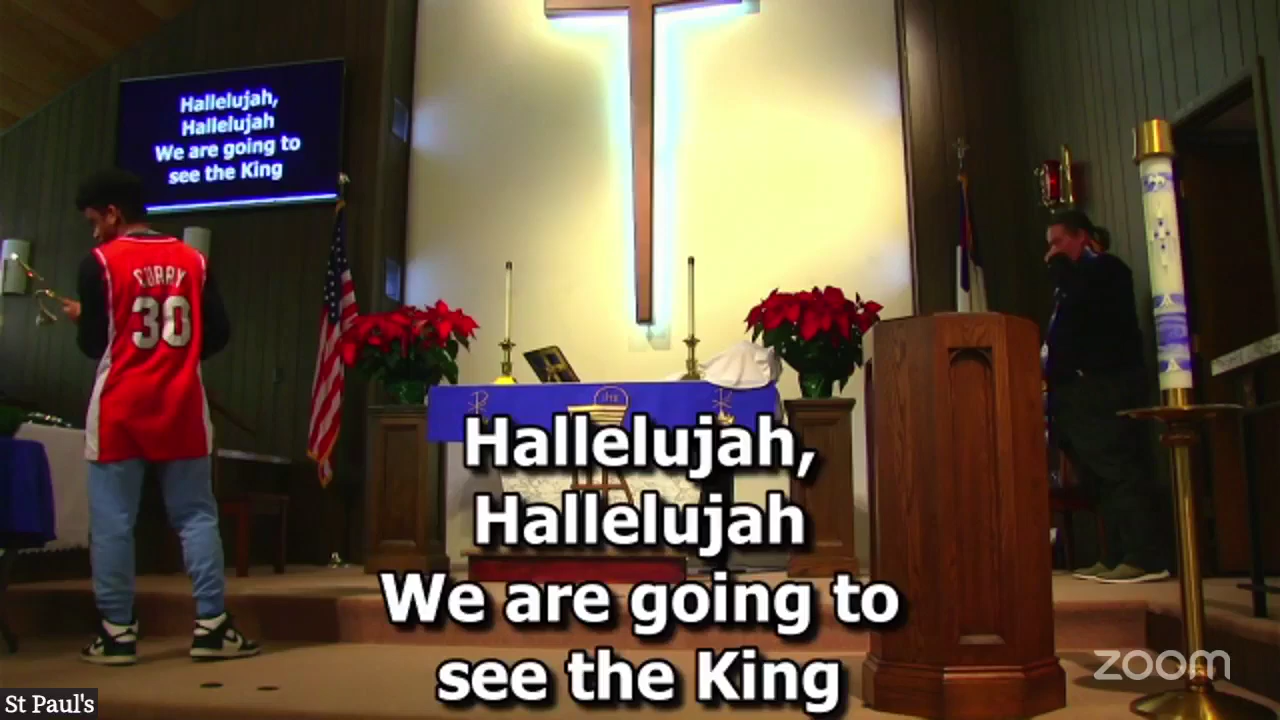 Hallelujah,
Hallelujah
We are going to
see the King
CURRY
30
IHS
Hallelujah,
Hallelujah
We are going to
see the King
zoom
St Paul's